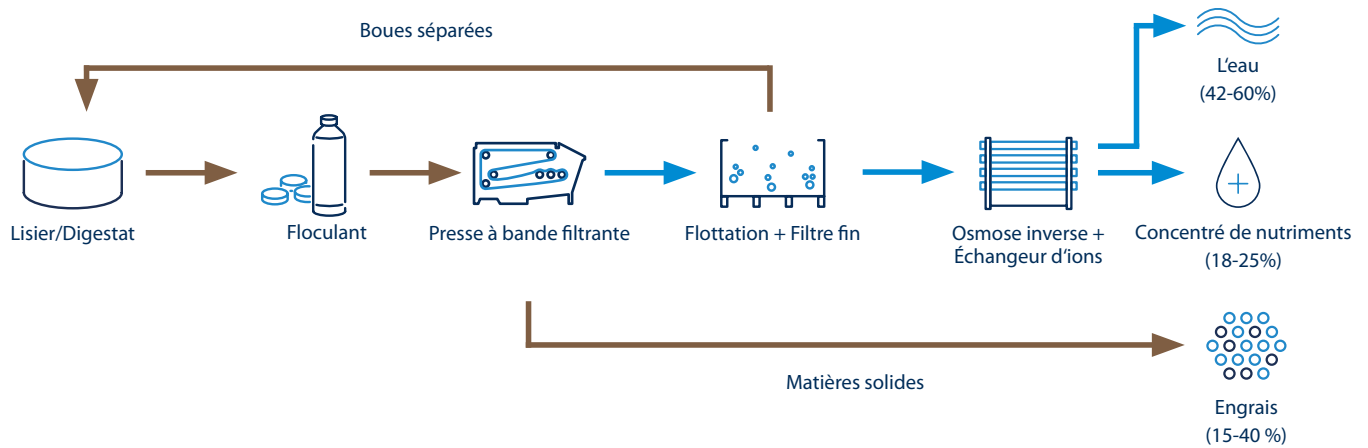 Boues séparées
L'eau
(42-60%)
Lisier/Digestat
Floculant
Presse à bande filtrante
Flottation + Filtre fin
Osmose inverse +
Échangeur d'ions
Concentré de nutriments
(18-25%)
Matières solides
Engrais
(15-40 %)